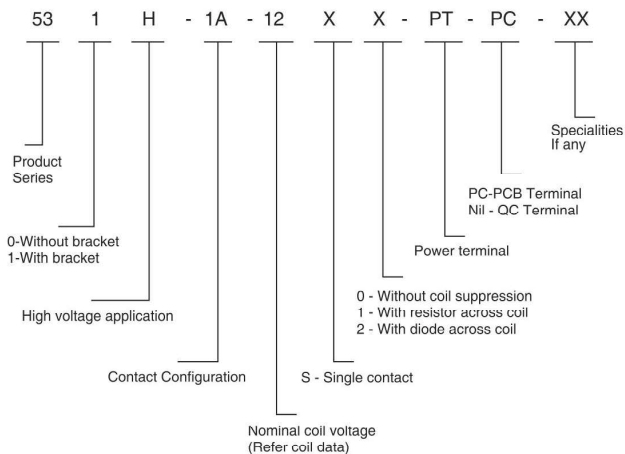 53 1 H - 1A - 12 X X - PT - PC - XX
Specialities
If any
Product
Series
PC-PCB Terminal
Nil - QC Terminal
0-Without bracket
1-With bracket
Power terminal
High voltage application
0 - Without coil suppression
1 - With resistor across coil
2 - With diode across coil
Contact Configuration
S - Single contact
Nominal coil voltage
(Refer coil data)